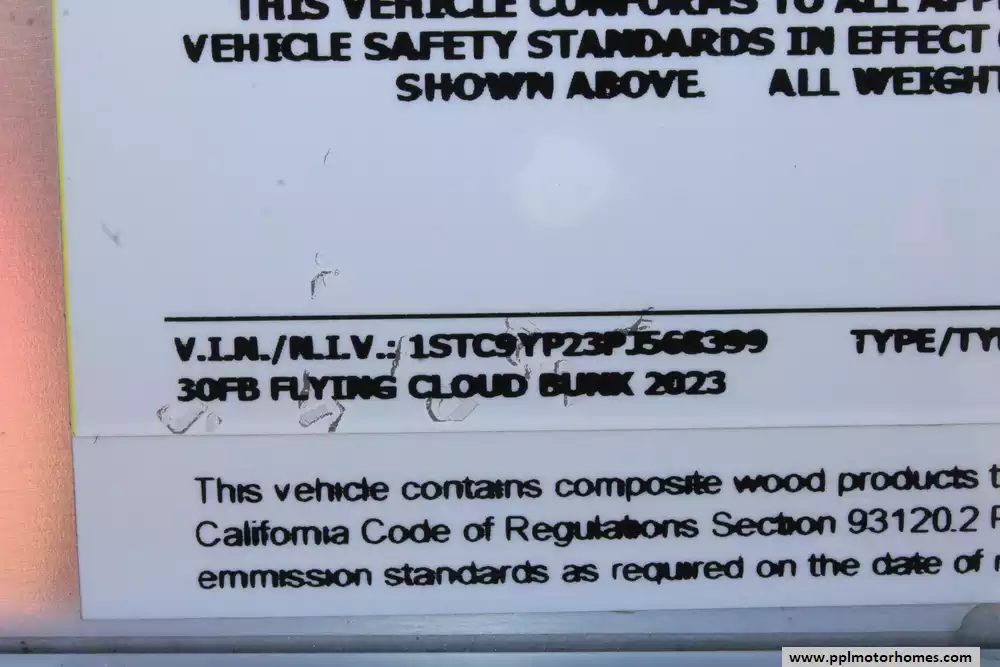 THIS VEHICLE CONFORMS TO ALL APP
VEHICLE SAFETY STANDARDS IN EFFECT
SHOWN ABOVE. ALL WEIGHT
V.I.N./N.I.V.: 1STC9YP23PJ568399 TYPE/TY
30FB FLYING CLOUD BUNK 2023
This vehicle contains composite wood products t
California Code of Regulations Section 93120.2 P
emmission standards as required on the date of
www.pplmotorhomes.com